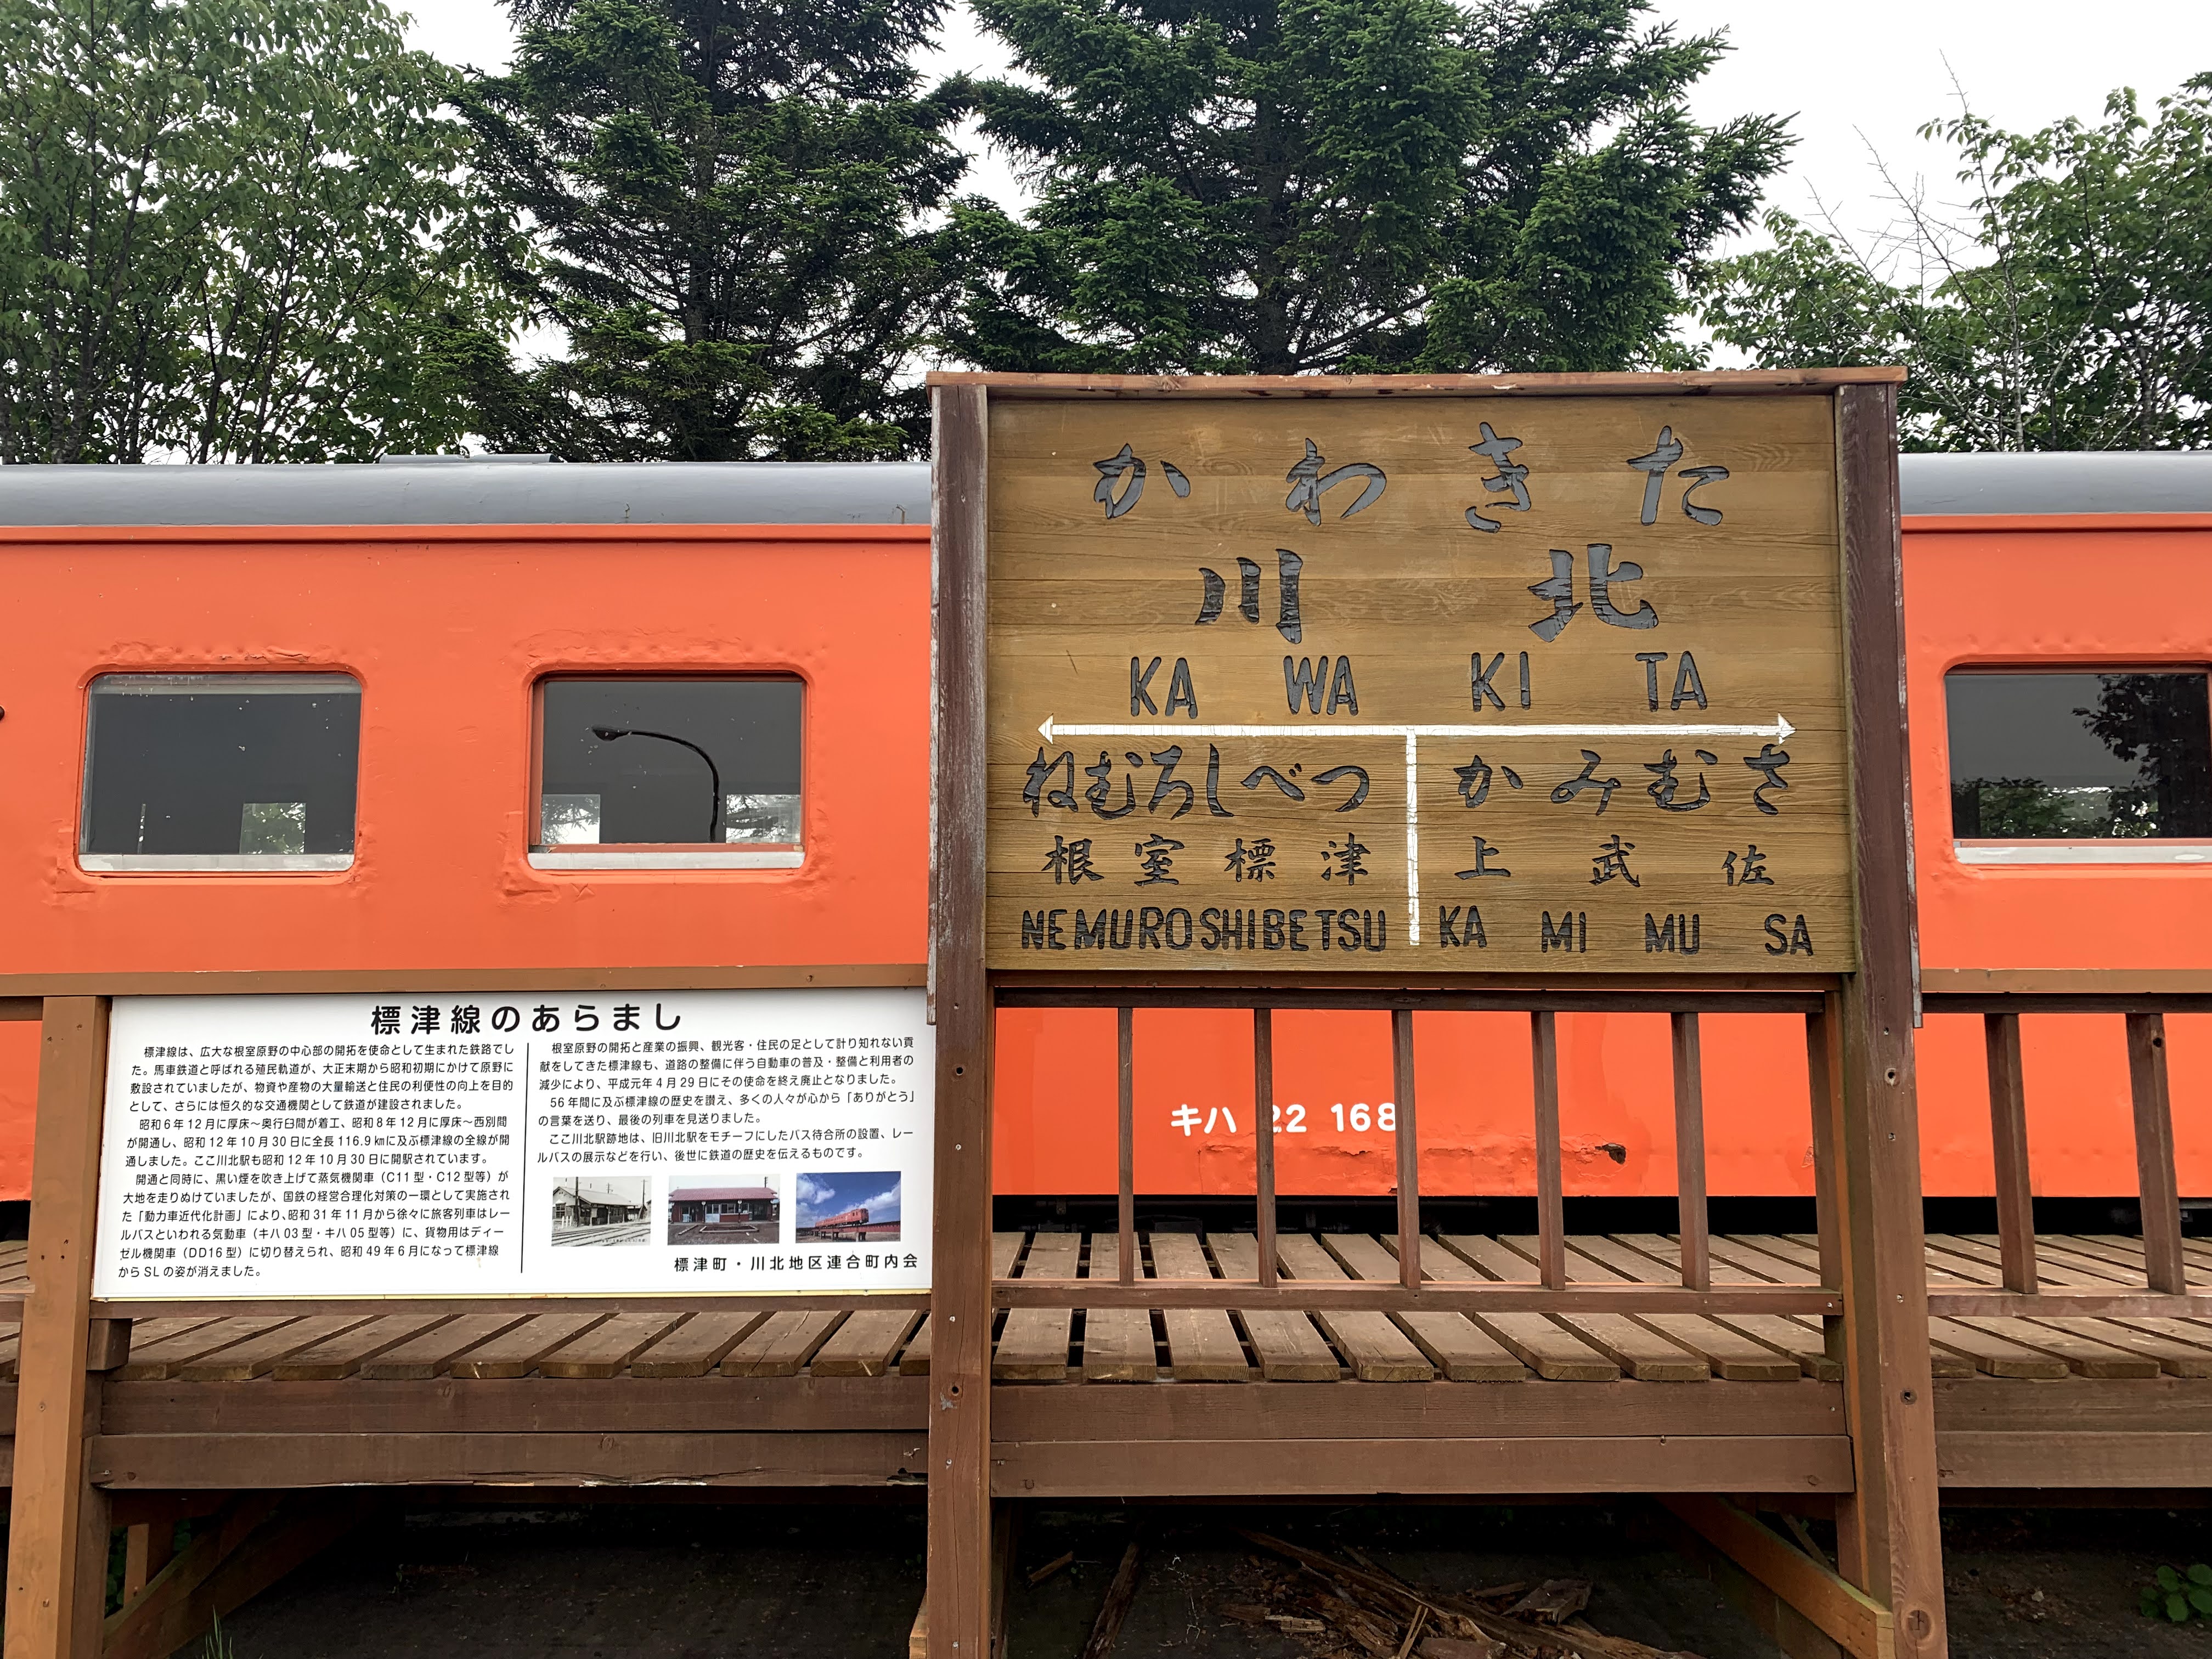 かわきた
川北
KA WA KI TA
ねむろしべつ かみむさ
根室標津 上武佐
NEMUROSHIBETSU KA MI MU SA
キハ 22 168
標津線のあらまし
標津線は、広大な根室原野の中心部の開拓を使命として生まれた鉄路でし
た。馬車鉄道と呼ばれる殖民軌道が、大正末期から昭和初期にかけて原野に
敷設されていましたが、物資や産物の大量輸送と住民の利便性の向上を目的
として、さらには恒久的な交通機関として鉄道が建設されました。
昭和6年12月に厚床～奥行臼間が着工、昭和8年12月に厚床～西別間
が開通し、昭和12年10月30日に全長116.9㎞に及ぶ標津線の全線が開
通しました。ここ川北駅も昭和12年10月30日に開駅されています。
開通と同時に、黒い煙を吹き上げて蒸気機関車（C11型・C12型等）が
大地を走りぬけていましたが、国鉄の経営合理化対策の一環として実施され
た「動力車近代化計画」により、昭和31年11月から徐々に旅客列車はレー
ルバスといわれる気動車（キハ03型・キハ05型等）に、貨物用はディー
ゼル機関車（DD16型）に切り替えられ、昭和49年6月になって標津線
からSLの姿が消えました。
根室原野の開拓と産業の振興、観光客・住民の足として計り知れない貢
献をしてきた標津線も、道路の整備に伴う自動車の普及・整備と利用者の
減少により、平成元年4月29日にその使命を終え廃止となりました。
56年間に及ぶ標津線の歴史を讃え、多くの人々が心から「ありがとう」
の言葉を送り、最後の列車を見送りました。
ここ川北駅跡地は、旧川北駅をモチーフにしたバス待合所の設置、レー
ルバスの展示などを行い、後世に鉄道の歴史を伝えるものです。
標津町・川北地区連合町内会